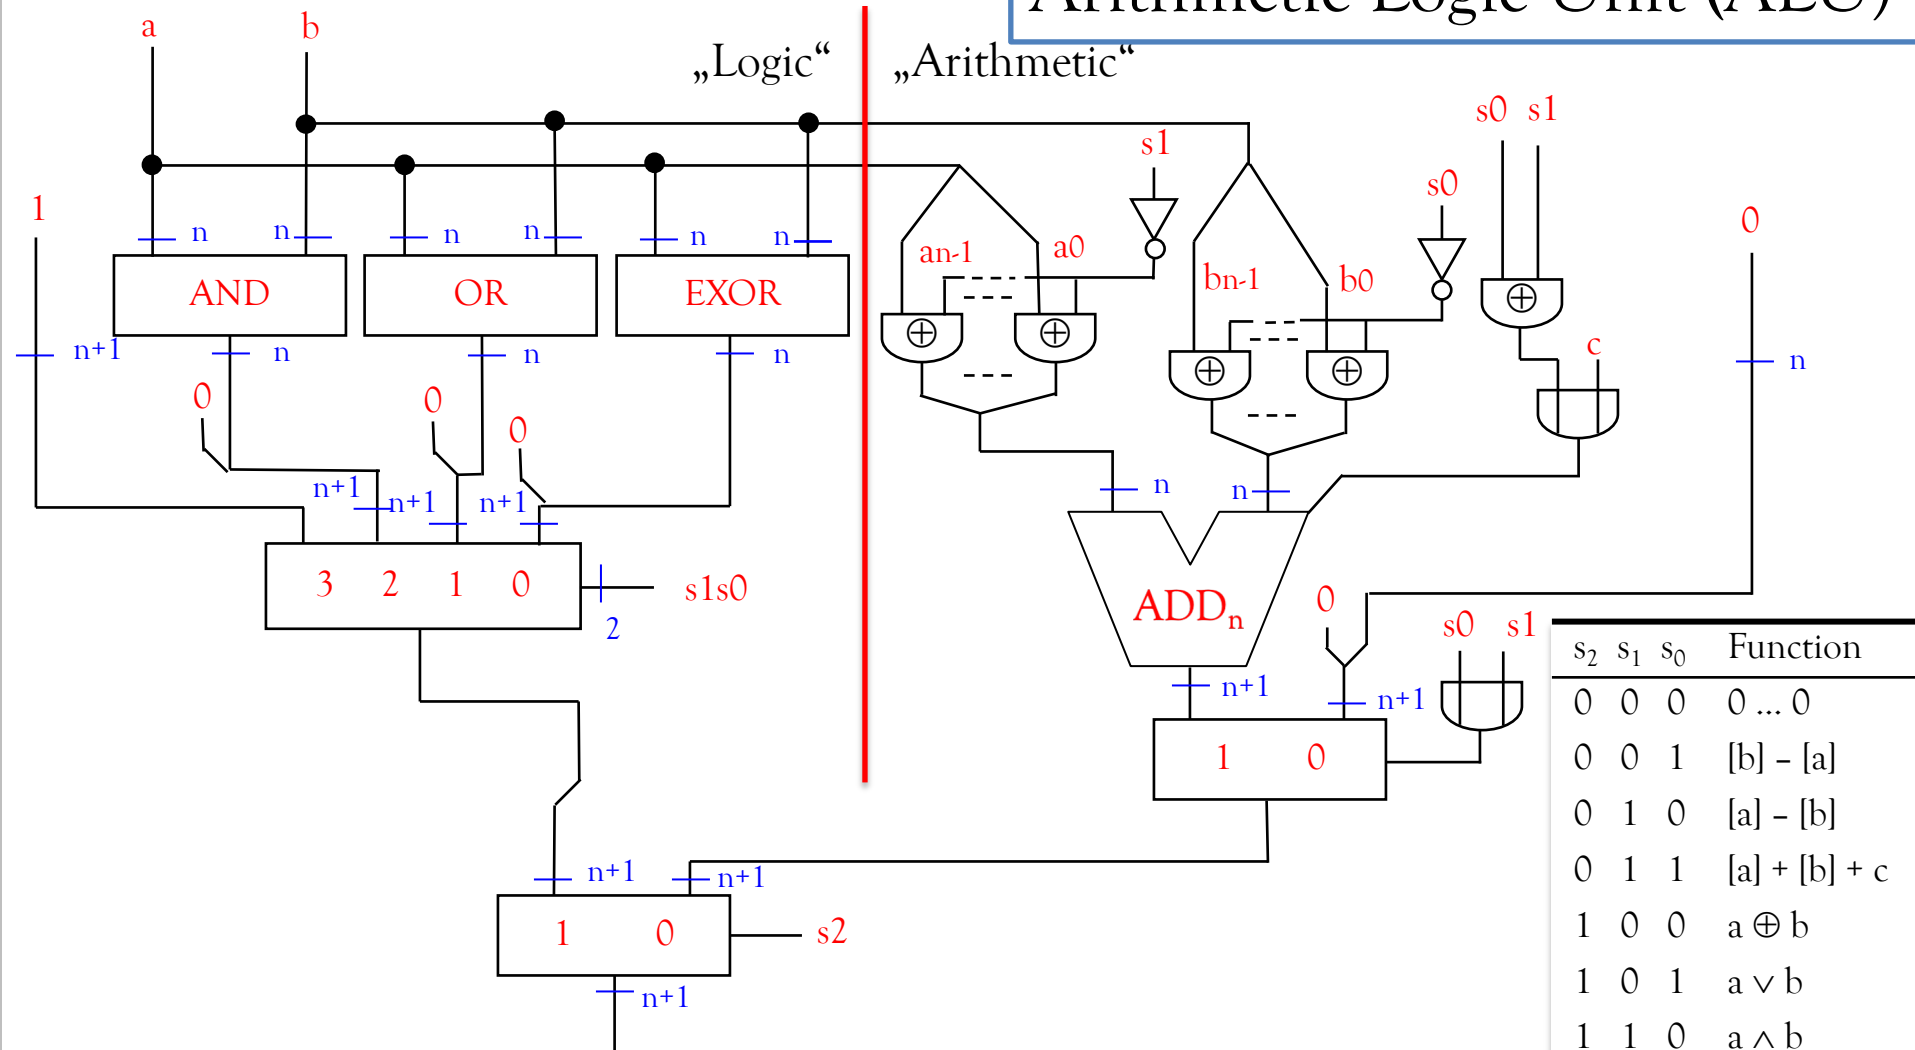 Arithmetic Logic Unit (ALU)
„Logic“
„Arithmetic“
a
b
s1
s0
s0 s1
1
0
n
n
n
n
n
n
AND
OR
EXOR
an-1
a0
bn-1
b0
⊕
⊕
⊕
⊕
⊕
c
n+1
n
n
n
n
0
0
0
n+1
n+1
n+1
n
n
3 2 1 0
s1s0
2
ADDn
0
s0 s1
n+1
n+1
1 0
n+1
n+1
1 0
s2
n+1
s2 s1 s0 Function
0 0 0 0 ... 0
0 0 1 [b] – [a]
0 1 0 [a] – [b]
0 1 1 [a] + [b] + c
1 0 0 a ⊕ b
1 0 1 a ∨ b
1 1 0 a ∧ b